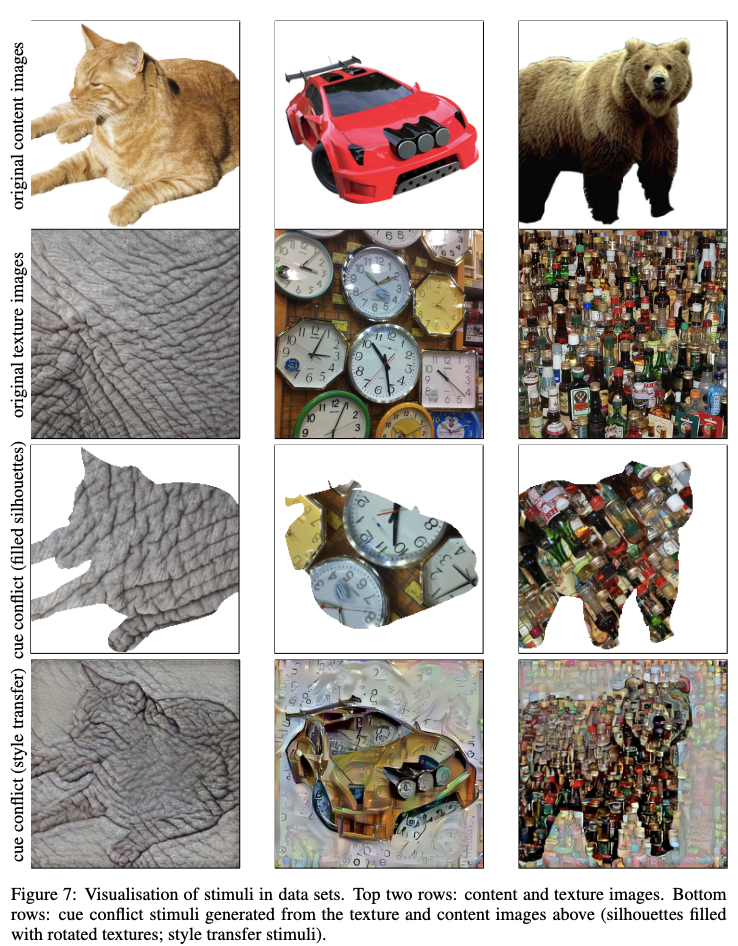 original content images
original texture images
cue conflict (filled silhouettes)
cue conflict (style transfer)
Figure 7: Visualisation of stimuli in data sets. Top two rows: content and texture images. Bottom
rows: cue conflict stimuli generated from the texture and content images above (silhouettes filled
with rotated textures; style transfer stimuli).